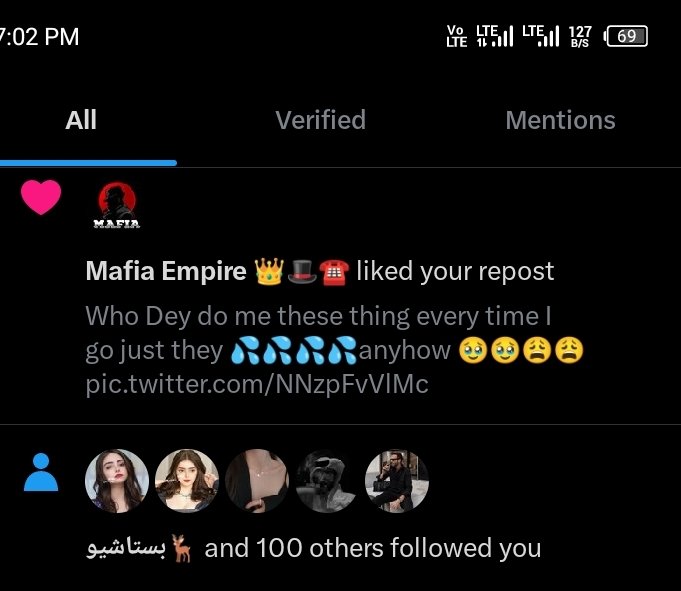 7:02 PM Vo LTE LTE LTE 127 B/S 69
All Verified Mentions
MAFIA
Mafia Empire 👑🎩☎️ liked your repost
Who Dey do me these thing every time I
go just they 💦💦💦💦anyhow 🥹🥹😩😩
pic.twitter.com/NNzpFvVlMc
بستاشيو🦌 and 100 others followed you